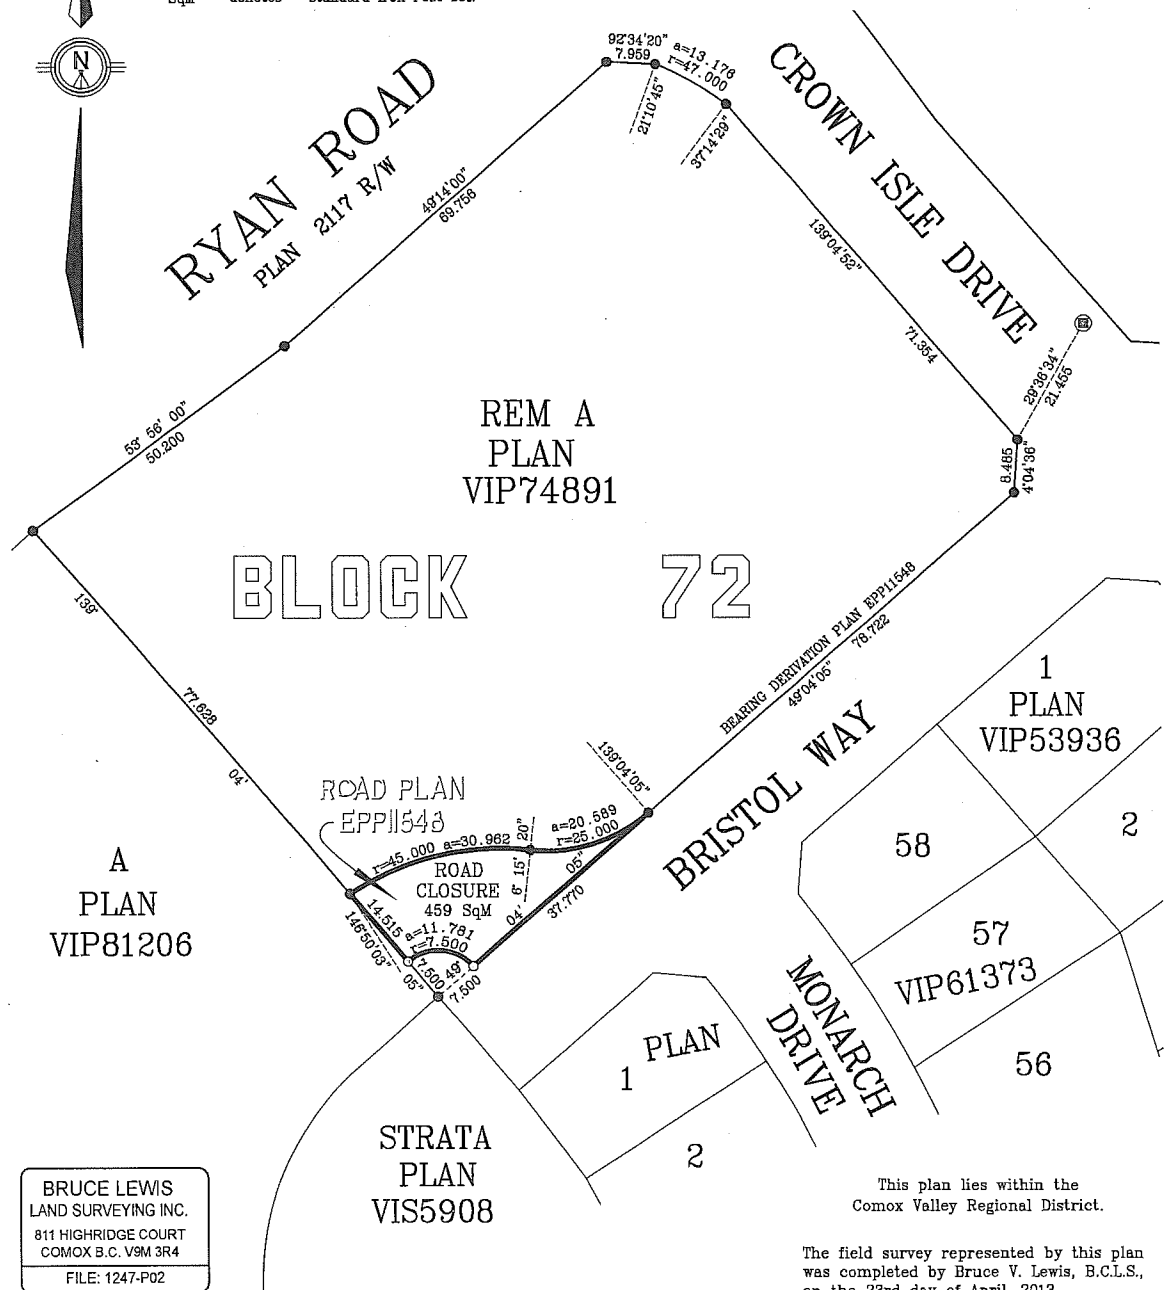 92°34'20"
7.959
a=13.176
r=47.000
21°10'45"
37°14'29"
N
RYAN ROAD
PLAN 2117 R/W
49°14'00"
69.756
CROWN ISLE DRIVE
139°04'52"
71.354
29°36'34"
21.455
8.485
4°04'36"
53° 56' 00"
50.200
REM A
PLAN
VIP74891
BLOCK 72
BEARING DERIVATION PLAN EPP11548
78.722
49°04'05"
139°
77.628
04'
05"
139°04'05"
ROAD PLAN
EPP11548
r=45.000 a=30.962
a=20.589
r=25.000
6° 15' 20"
ROAD
CLOSURE
459 SqM
49° 04' 05"
37.770
14.515
146°50'03"
a=11.781
r=7.500
7.500
7.500
BRISTOL WAY
1
PLAN
VIP53936
2
58
57
VIP61373
56
A
PLAN
VIP81206
MONARCH
DRIVE
PLAN
1
2
STRATA
PLAN
VIS5908
BRUCE LEWIS
LAND SURVEYING INC.
811 HIGHRIDGE COURT
COMOX B.C. V9M 3R4
FILE: 1247-P02
This plan lies within the
Comox Valley Regional District.
The field survey represented by this plan
was completed by Bruce V. Lewis, B.C.L.S.,